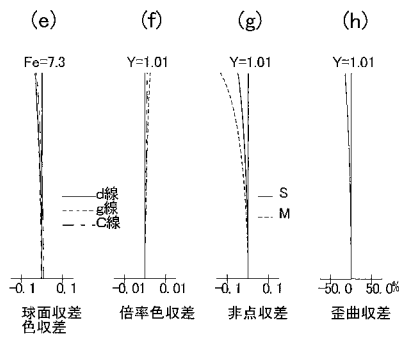 (e) (f) (g) (h)
Fe=7.3 Y=1.01 Y=1.01 Y=1.01
d線
g線
C線
S
M
-0.1 0.1 -0.01 0.01 -0.1 0.1 -50.0 50.0%
球面収差 倍率色収差 非点収差 歪曲収差
色収差